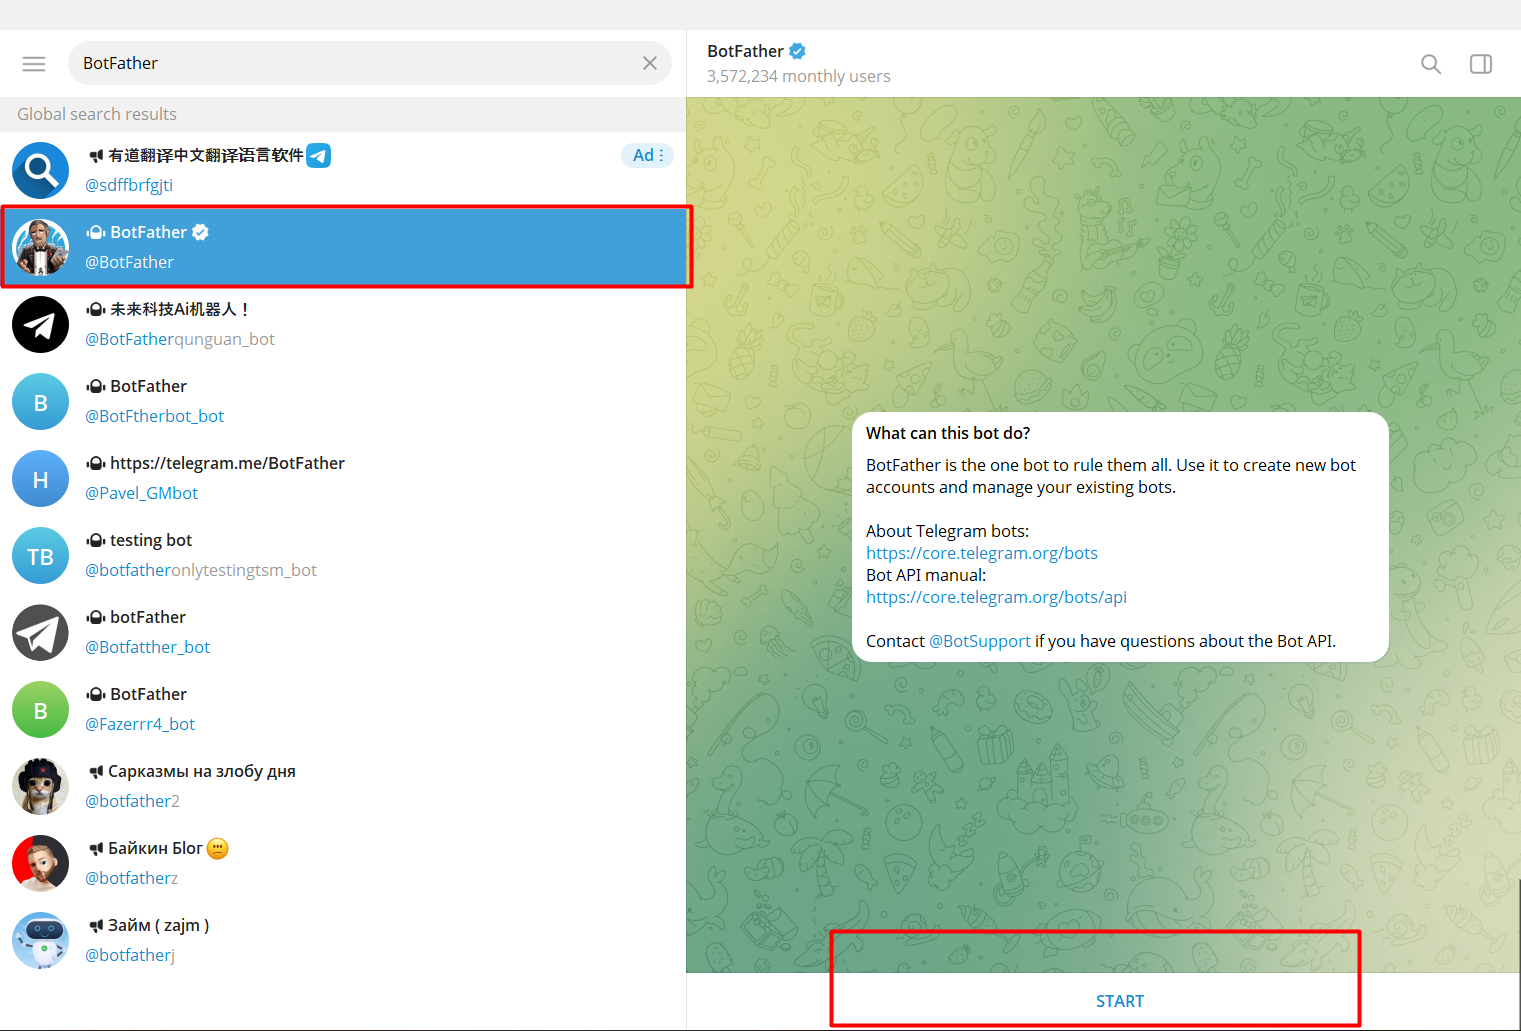 BotFather
Global search results
有道翻译中文翻译语言软件
Ad
@sdffbrfgjti
BotFather
@BotFather
未来科技Ai机器人！
@BotFatherqunguan_bot
B
BotFather
@BotFtherbot_bot
H
https://telegram.me/BotFather
@Pavel_GMbot
TB
testing bot
@botfatheronlytestingtsm_bot
botFather
@Botfatther_bot
B
BotFather
@Fazerrr4_bot
Сарказмы на злобу дня
@botfather2
Байкин Блог
@botfatherz
Займ ( zajm )
@botfatherj
BotFather
3,572,234 monthly users
What can this bot do?
BotFather is the one bot to rule them all. Use it to create new bot
accounts and manage your existing bots.
About Telegram bots:
https://core.telegram.org/bots
Bot API manual:
https://core.telegram.org/bots/api
Contact @BotSupport if you have questions about the Bot API.
START